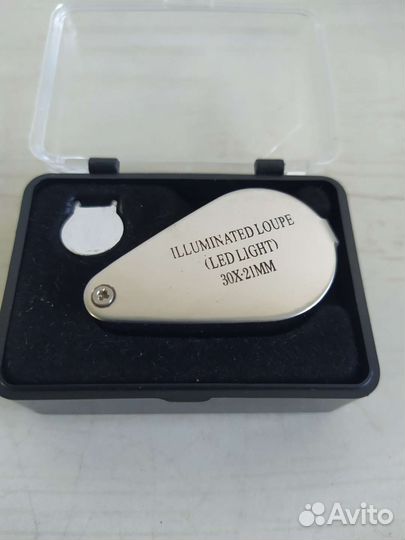 ILLUMINATED LOUPE
(LED LIGHT)
30X-21MM
Avito